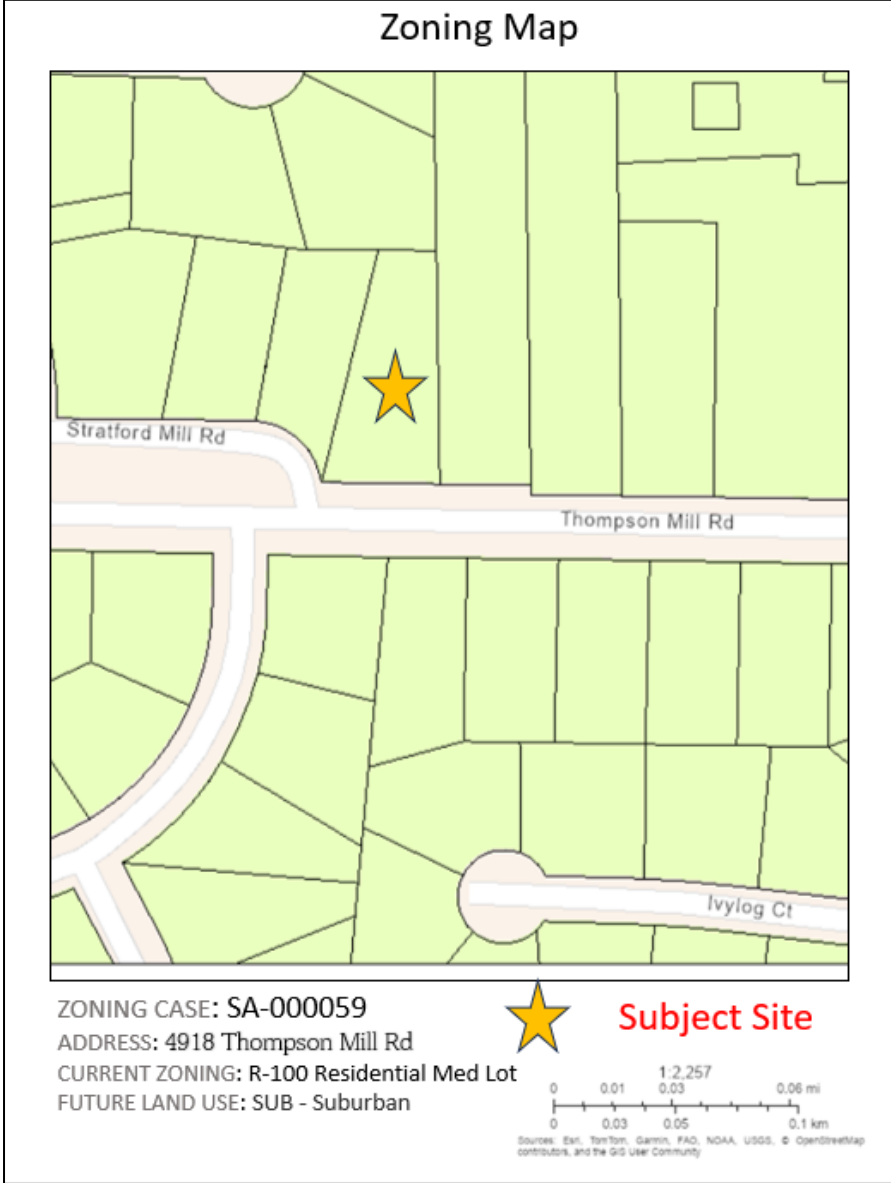 Zoning Map
Stratford Mill Rd
Thompson Mill Rd
Ivylog Ct
ZONING CASE: SA-000059
ADDRESS: 4918 Thompson Mill Rd
CURRENT ZONING: R-100 Residential Med Lot
FUTURE LAND USE: SUB - Suburban
Subject Site
1:2,257
0 0.01 0.03 0.06 mi
0 0.03 0.05 0.1 km
Sources: Esri, TomTom, Garmin, FAO, NOAA, USGS, © OpenStreetMap
contributors, and the GIS User Community